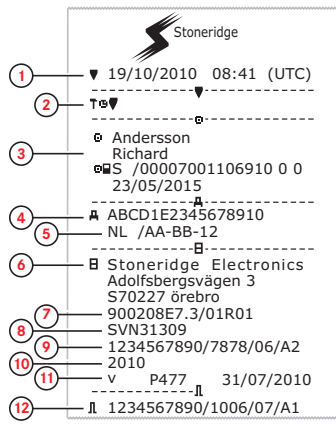 Stoneridge
1 ▼ 19/10/2010 08:41 (UTC)
2
3 Andersson
Richard
S /00007001106910 0 0
23/05/2015
4 A ABCD1E2345678910
5 NL /AA-BB-12
6 Stoneridge Electronics
Adolfsbergsvägen 3
S70227 örebro
7 900208E7.3/01R01
8 SVN31309
9 1234567890/7878/06/A2
10 2010
11 v P477 31/07/2010
12 1234567890/1006/07/A1